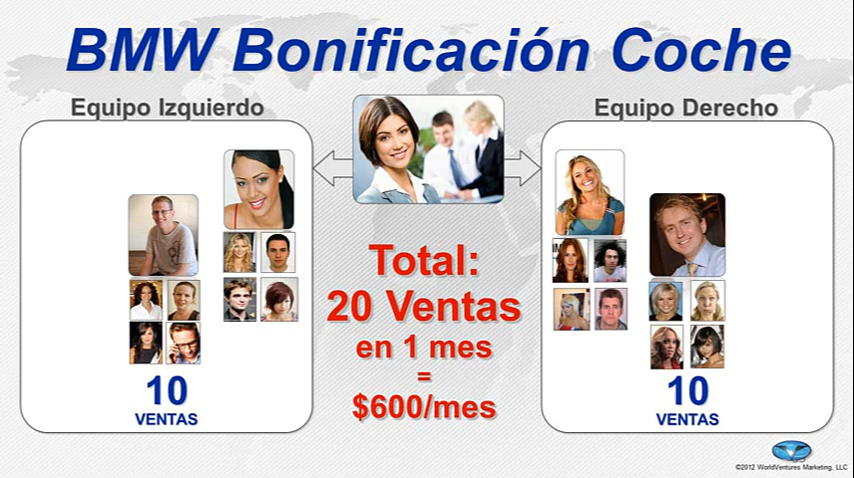 BMW Bonificación Coche
Equipo Izquierdo
Equipo Derecho
Total:
20 Ventas
en 1 mes
=
$600/mes
10
VENTAS
10
VENTAS
©2012 WorldVentures Marketing, LLC